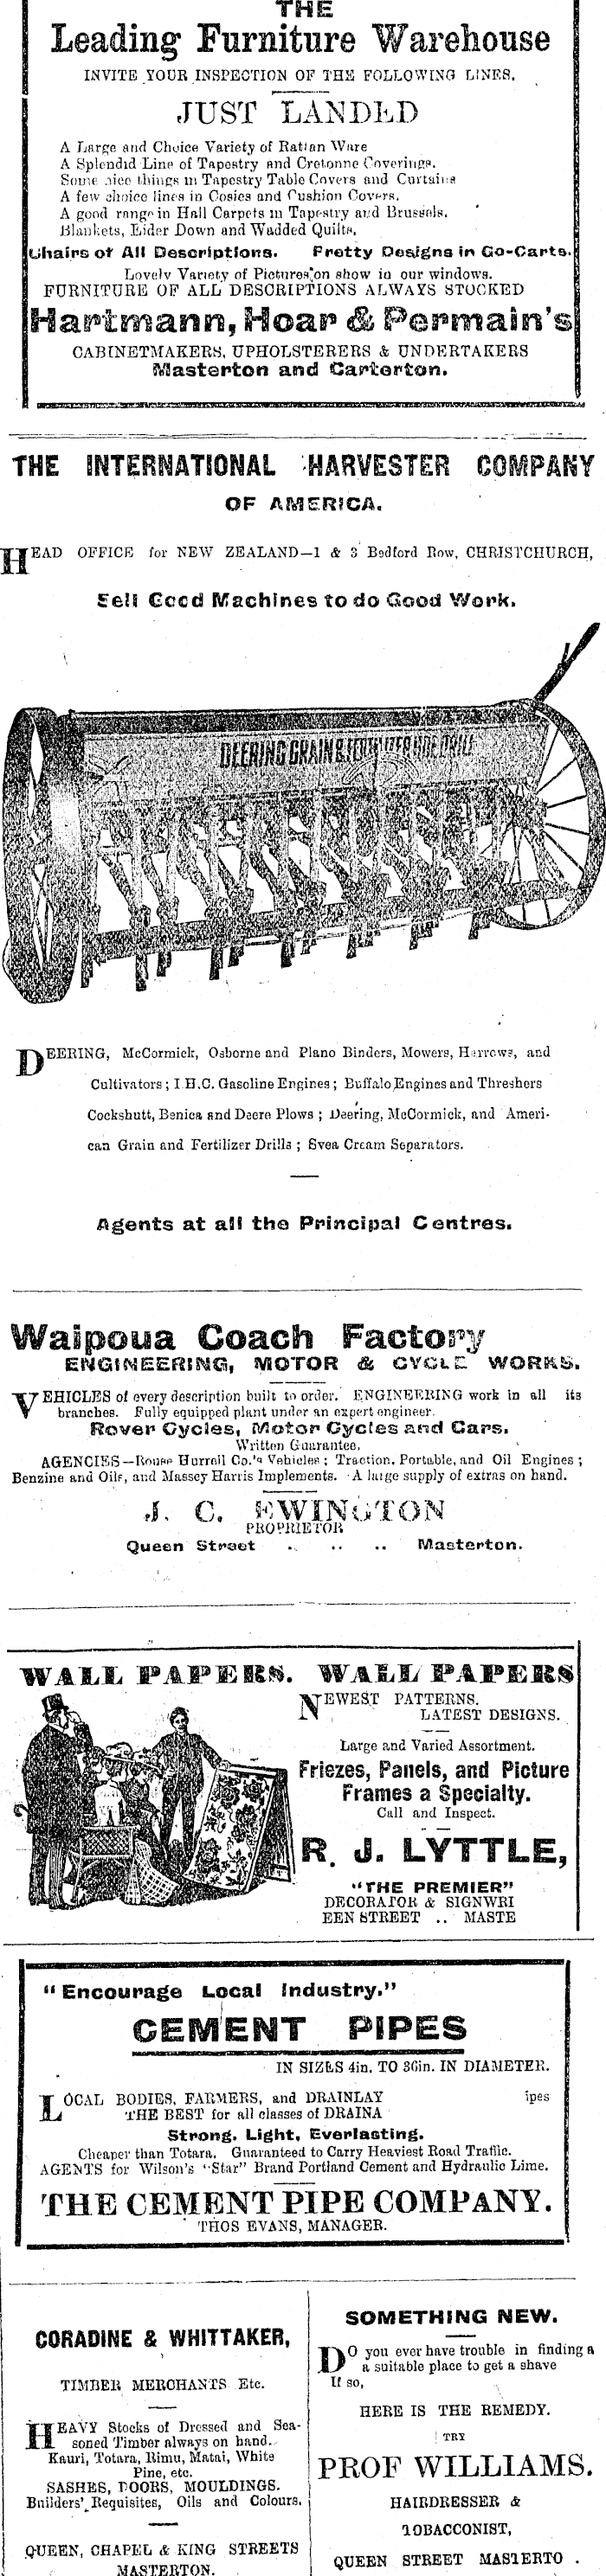 THE
Leading Furniture Warehouse
INVITE YOUR INSPECTION OF THE FOLLOWING LINES.
JUST LANDED
A Large and Choice Variety of Rattan Ware
A Splendid Line of Tapestry and Cretonne Coverings.
Some nice things in Tapestry Table Covers and Curtains
A few choice lines in Cosies and Cushion Covers.
A good range in Hall Carpets in Tapestry and Brussels.
Blankets, Eider Down and Wadded Quilts.
Chairs of All Descriptions. Pretty Designs in Go-Carts.
Lovely Variety of Pictures on show in our windows.
FURNITURE OF ALL DESCRIPTIONS ALWAYS STOCKED
Hartmann, Hoar & Permain's
CABINETMAKERS, UPHOLSTERERS & UNDERTAKERS
Masterton and Carterton.
THE INTERNATIONAL HARVESTER COMPANY
OF AMERICA.
HEAD OFFICE for NEW ZEALAND—1 & 3 Bedford Row, CHRISTCHURCH,
Sell Good Machines to do Good Work.
DEERING GRAIN & FERTILIZER HOE DRILL
DEERING, McCormick, Osborne and Plano Binders, Mowers, Harrows, and
Cultivators; I.H.C. Gasoline Engines; Buffalo Engines and Threshers
Cockshutt, Benica and Deere Plows; Deering, McCormick, and Ameri-
can Grain and Fertilizer Drills; Svea Cream Separators.
Agents at all the Principal Centres.
Waipoua Coach Factory
ENGINEERING, MOTOR & CYCLE WORKS.
VEHICLES of every description built to order. ENGINEERING work in all its
branches. Fully equipped plant under an expert engineer.
Rover Cycles, Motor Cycles and Cars.
Written Guarantee.
AGENCIES—Rouse Hurrell Co.'s Vehicles; Traction, Portable, and Oil Engines;
Benzine and Oils, and Massey Harris Implements. A large supply of extras on hand.
J. C. EWINGTON
PROPRIETOR
Queen Street .. .. .. Masterton.
WALL PAPERS. WALL PAPERS
NEWEST PATTERNS.
LATEST DESIGNS.
Large and Varied Assortment.
Friezes, Panels, and Picture
Frames a Specialty.
Call and Inspect.
R. J. LYTTLE,
"THE PREMIER"
DECORATOR & SIGNWRI
EEN STREET .. MASTE
"Encourage Local Industry."
CEMENT PIPES
IN SIZES 4in. TO 36in. IN DIAMETER.
LOCAL BODIES, FARMERS, and DRAINLAY ipes
THE BEST for all classes of DRAINA
Strong. Light, Everlasting.
Cheaper than Totara. Guaranteed to Carry Heaviest Road Traffic.
AGENTS for Wilson's "Star" Brand Portland Cement and Hydraulic Lime.
THE CEMENT PIPE COMPANY.
THOS EVANS, MANAGER.
CORADINE & WHITTAKER,
TIMBER MERCHANTS Etc.
HEAVY Stocks of Dressed and Sea-
soned Timber always on hand.
Kauri, Totara, Rimu, Matai, White
Pine, etc.
SASHES, DOORS, MOULDINGS.
Builders' Requisites, Oils and Colours.
QUEEN, CHAPEL & KING STREETS
MASTERTON.
SOMETHING NEW.
DO you ever have trouble in finding a
a suitable place to get a shave
If so,
HERE IS THE REMEDY.
TRY
PROF WILLIAMS.
HAIRDRESSER &
TOBACCONIST,
QUEEN STREET MASTERTO .